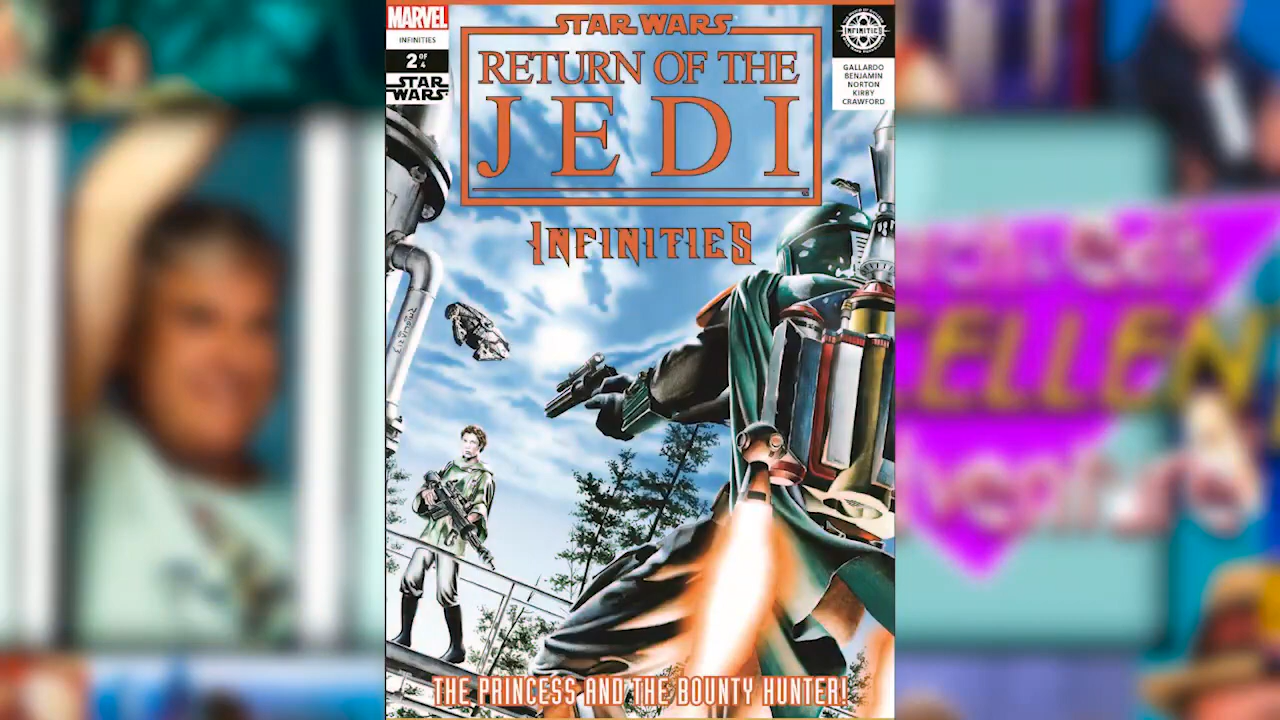 MARVEL
INFINITIES
2 OF 4
STAR WARS
STAR WARS
RETURN OF THE
JEDI
INFINITIES
INFINITIES
GALLARDO
BENJAMIN
NORTON
KIRBY
CRAWFORD
THE PRINCESS AND THE BOUNTY HUNTER!